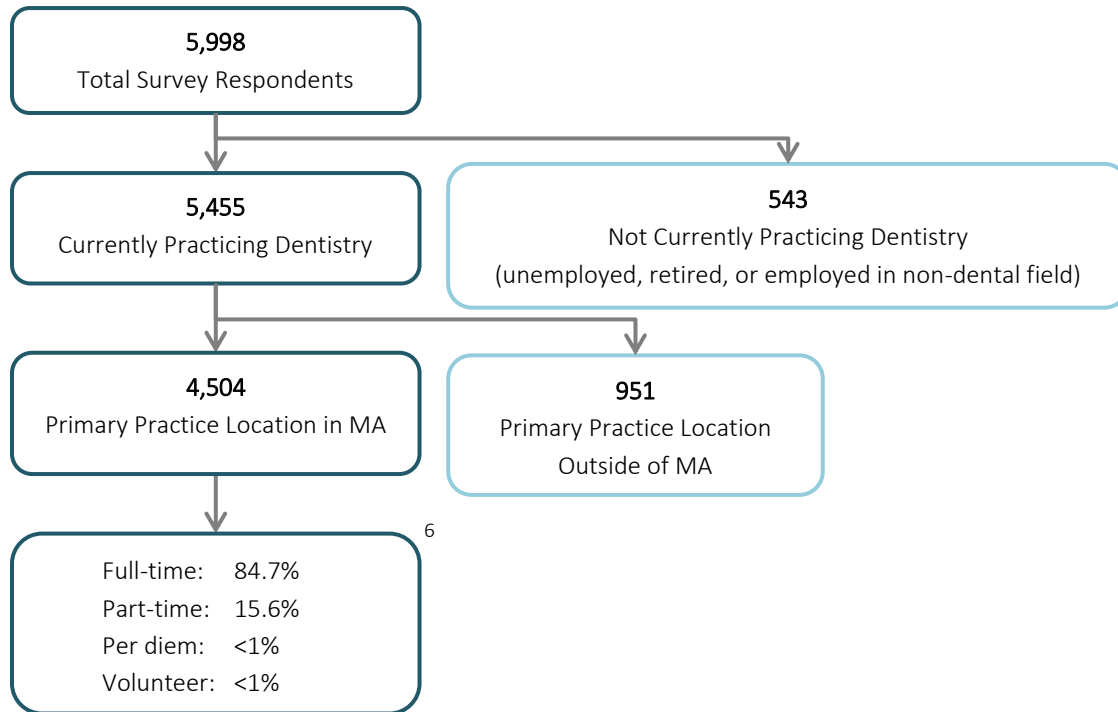 5,998
Total Survey Respondents
5,455
Currently Practicing Dentistry
543
Not Currently Practicing Dentistry
(unemployed, retired, or employed in non-dental field)
4,504
Primary Practice Location in MA
951
Primary Practice Location
Outside of MA
6
Full-time: 84.7%
Part-time: 15.6%
Per diem: <1%
Volunteer: <1%